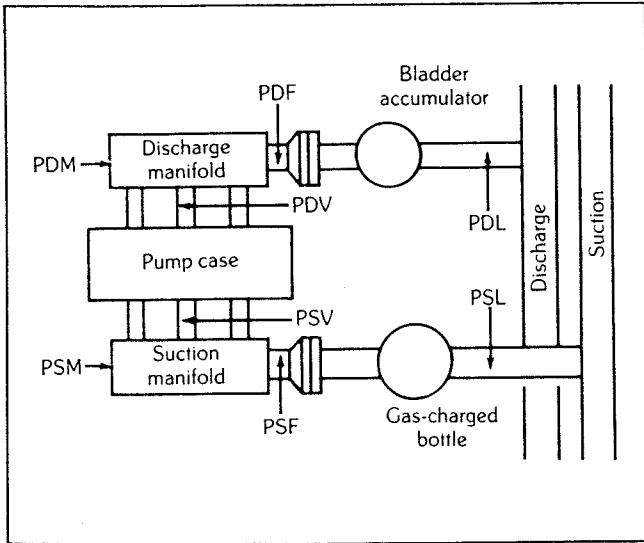 Bladder
accumulator
PDF
Discharge
manifold
PDM
PDV
PDL
Discharge
Suction
Pump case
PSV
PSL
Suction
manifold
PSM
PSF
Gas-charged
bottle